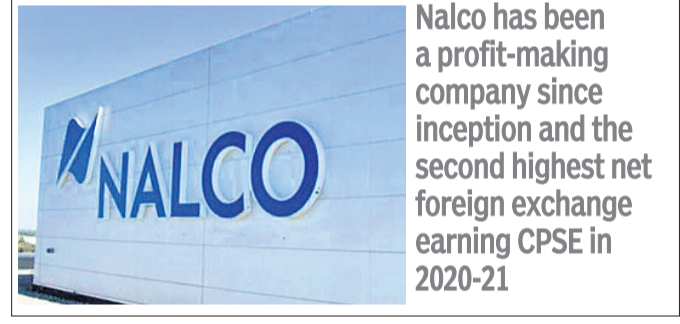 NALCO
Nalco has been
a profit-making
company since
inception and the
second highest net
foreign exchange
earning CPSE in
2020-21